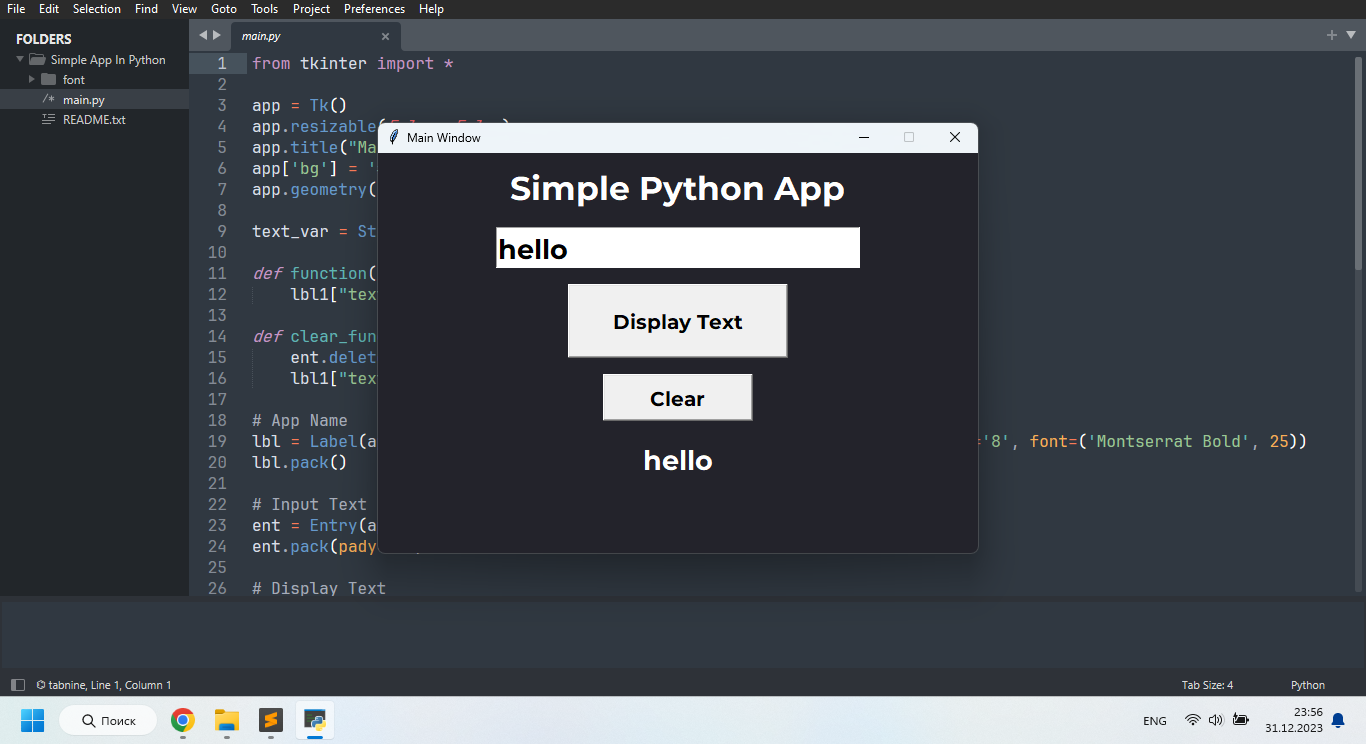 File Edit Selection Find View Goto Tools Project Preferences Help
FOLDERS
Simple App In Python
font
/* main.py
README.txt
main.py
1 from tkinter import *
2
3 app = Tk()
4 app.resizable(
5 app.title("Ma
6 app['bg'] = '
7 app.geometry(
8
9 text_var = St
10
11 def function(
12 lbl1["tex
13
14 def clear_fun
15 ent.delet
16 lbl1["tex
17
18 # App Name
19 lbl = Label(a ='8', font=('Montserrat Bold', 25))
20 lbl.pack()
21
22 # Input Text
23 ent = Entry(a
24 ent.pack(pady
25
26 # Display Text
Main Window
Simple Python App
hello
Display Text
Clear
hello
tabnine, Line 1, Column 1
Tab Size: 4
Python
Поиск
ENG
23:56
31.12.2023